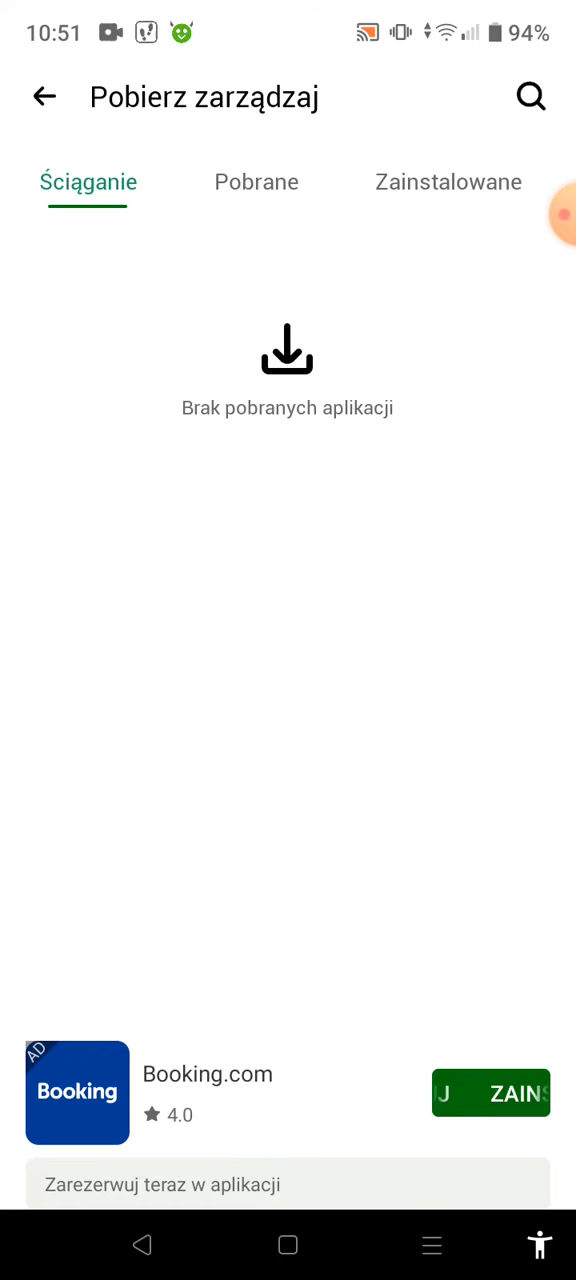 10:51 94%
Pobierz zarządzaj
Ściąganie Pobrane Zainstalowane
Brak pobranych aplikacji
AD
Booking
Booking.com
4.0
Zarezerwuj teraz w aplikacji